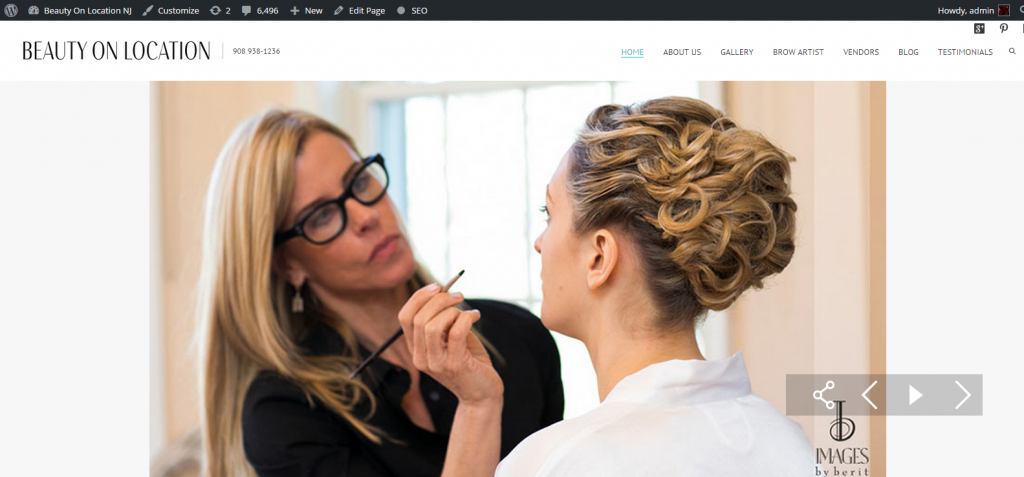 Beauty On Location NJ Customize 2 6,496 New Edit Page SEO Howdy, admin
BEAUTY ON LOCATION 908 938-1236 HOME ABOUT US GALLERY BROW ARTIST VENDORS BLOG TESTIMONIALS
IMAGES
by berit